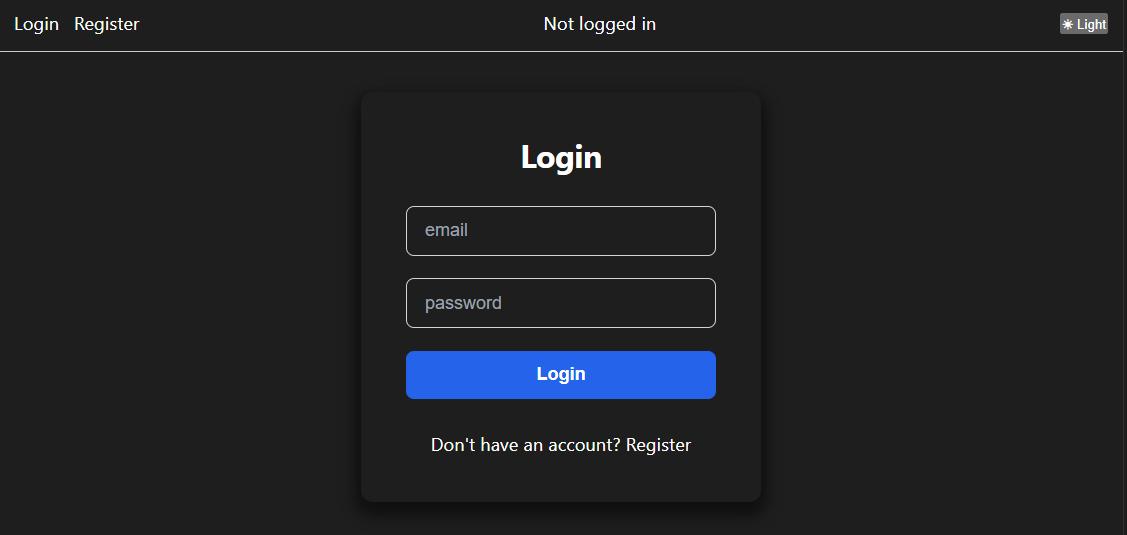 Login Register Not logged in ☀ Light
Login
email
password
Login
Don't have an account? Register